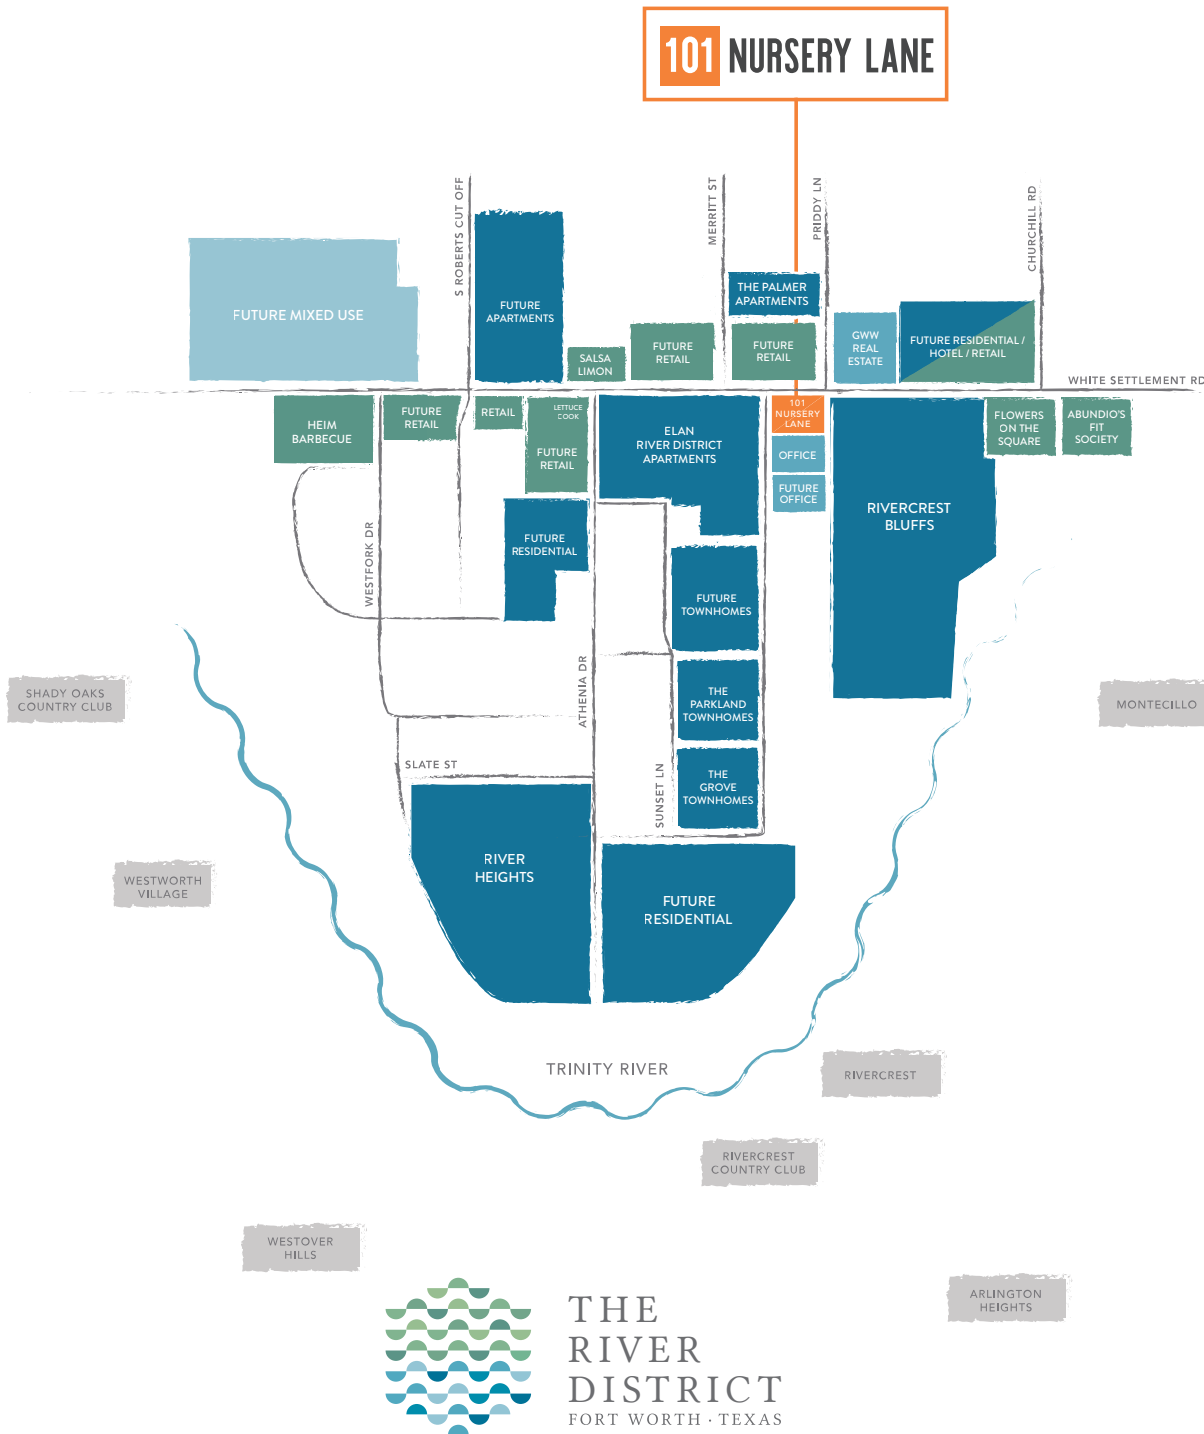 101 NURSERY LANE
S ROBERTS CUT OFF
MERRITT ST
PRIDDY LN
CHURCHILL RD
FUTURE MIXED USE
FUTURE
APARTMENTS
THE PALMER
APARTMENTS
SALSA
LIMON
FUTURE
RETAIL
FUTURE
RETAIL
GWW
REAL
ESTATE
FUTURE RESIDENTIAL /
HOTEL / RETAIL
WHITE SETTLEMENT RD
HEIM
BARBECUE
FUTURE
RETAIL
RETAIL
LETTUCE
COOK
FUTURE
RETAIL
ELAN
RIVER DISTRICT
APARTMENTS
101
NURSERY
LANE
OFFICE
FUTURE
OFFICE
RIVERCREST
BLUFFS
FLOWERS
ON THE
SQUARE
ABUNDIO'S
FIT
SOCIETY
WESTFORK DR
FUTURE
RESIDENTIAL
FUTURE
TOWNHOMES
ATHENIA DR
THE
PARKLAND
TOWNHOMES
SHADY OAKS
COUNTRY CLUB
MONTECILLO
SLATE ST
SUNSET LN
THE
GROVE
TOWNHOMES
RIVER
HEIGHTS
FUTURE
RESIDENTIAL
WESTWORTH
VILLAGE
TRINITY RIVER
RIVERCREST
RIVERCREST
COUNTRY CLUB
WESTOVER
HILLS
ARLINGTON
HEIGHTS
THE
RIVER
DISTRICT
FORT WORTH · TEXAS